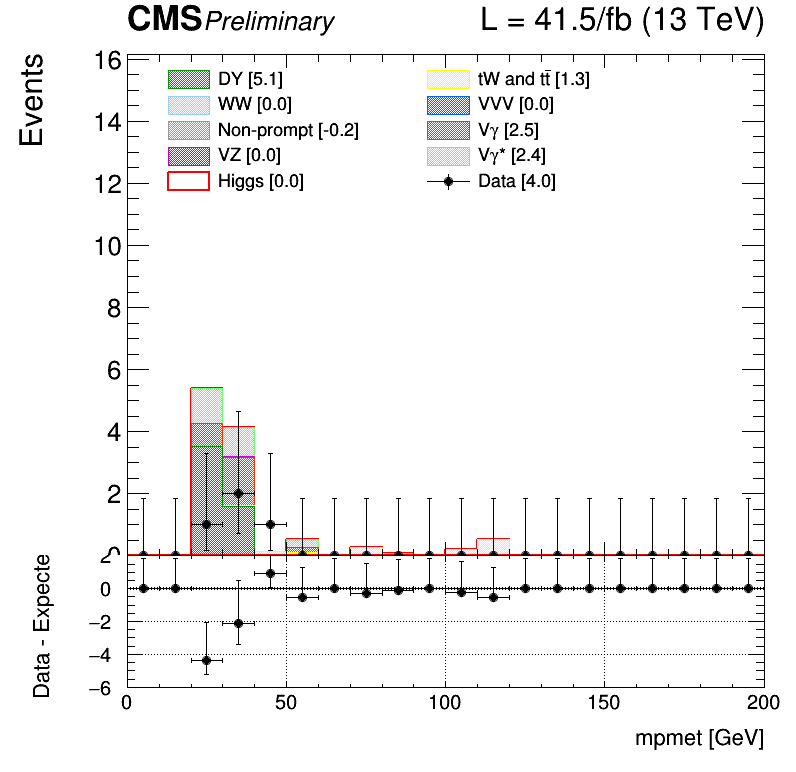 CMS Preliminary L = 41.5/fb (13 TeV)
Events
16
14
12
10
8
6
4
2
DY [5.1]
WW [0.0]
Non-prompt [-0.2]
VZ [0.0]
Higgs [0.0]
tW and tt̄ [1.3]
VVV [0.0]
Vγ [2.5]
Vγ* [2.4]
Data [4.0]
Data - Expecte
2
0
−2
−4
−6
0 50 100 150 200
mpmet [GeV]